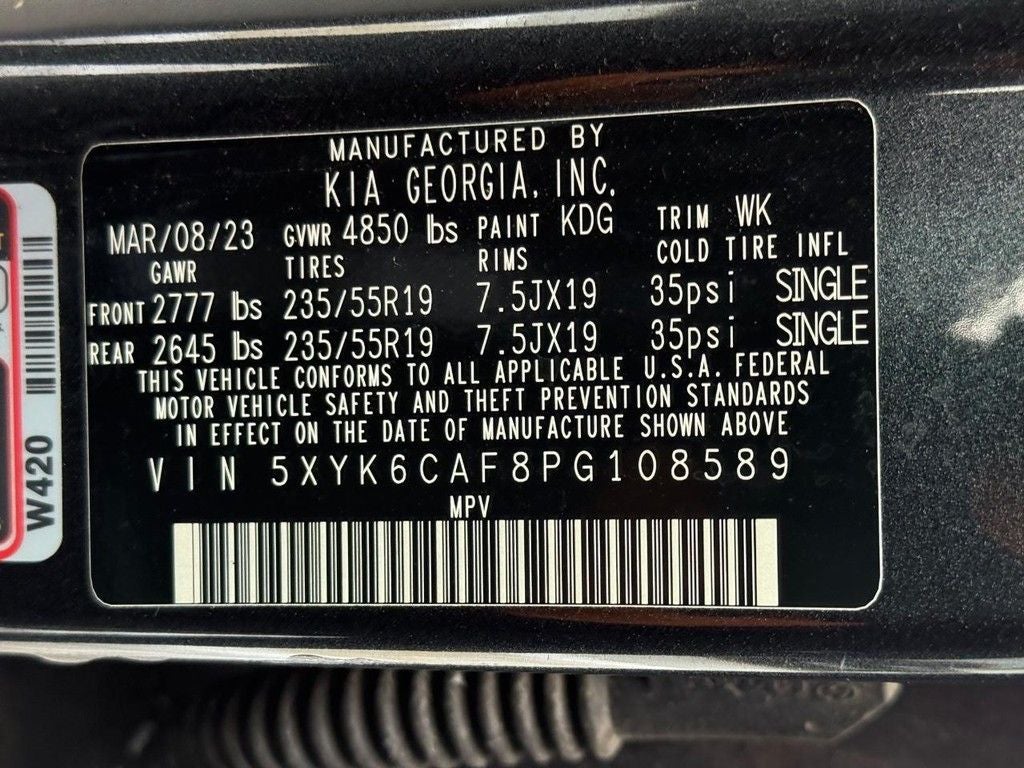 MANUFACTURED BY
KIA GEORGIA, INC.
MAR/08/23 GVWR 4850 lbs PAINT KDG TRIM WK
GAWR TIRES RIMS COLD TIRE INFL
FRONT 2777 lbs 235/55R19 7.5JX19 35psi SINGLE
REAR 2645 lbs 235/55R19 7.5JX19 35psi SINGLE
THIS VEHICLE CONFORMS TO ALL APPLICABLE U.S.A. FEDERAL
MOTOR VEHICLE SAFETY AND THEFT PREVENTION STANDARDS
IN EFFECT ON THE DATE OF MANUFACTURE SHOWN ABOVE
VIN 5XYK6CAF8PG108589
MPV
W420